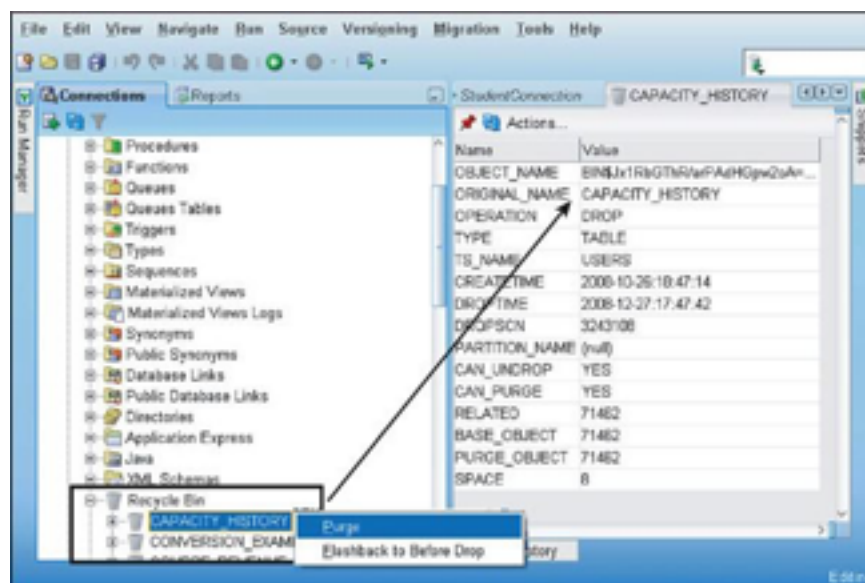 File Edit View Navigate Run Source Versioning Migration Tools Help
Connections
Reports
Run Manager
Procedures
Functions
Queues
Queues Tables
Triggers
Types
Sequences
Materialized Views
Materialized Views Logs
Synonyms
Public Synonyms
Database Links
Public Database Links
Directories
Application Express
Java
XML Schemas
Recycle Bin
CAPACITY_HISTORY
CONVERSION_EXAM
Purge
Flashback to Before Drop
StudentConnection
CAPACITY_HISTORY
Snippets
Actions...
Name Value
OBJECT_NAME
ORIGINAL_NAME CAPACITY_HISTORY
OPERATION DROP
TYPE TABLE
TS_NAME USERS
CREATETIME 2008-10-26:18:47:14
DROPTIME 2008-12-27:17:47:42
DROPSCN 3243108
PARTITION_NAME (null)
CAN_UNDROP YES
CAN_PURGE YES
RELATED 71462
BASE_OBJECT 71462
PURGE_OBJECT 71462
SPACE 8